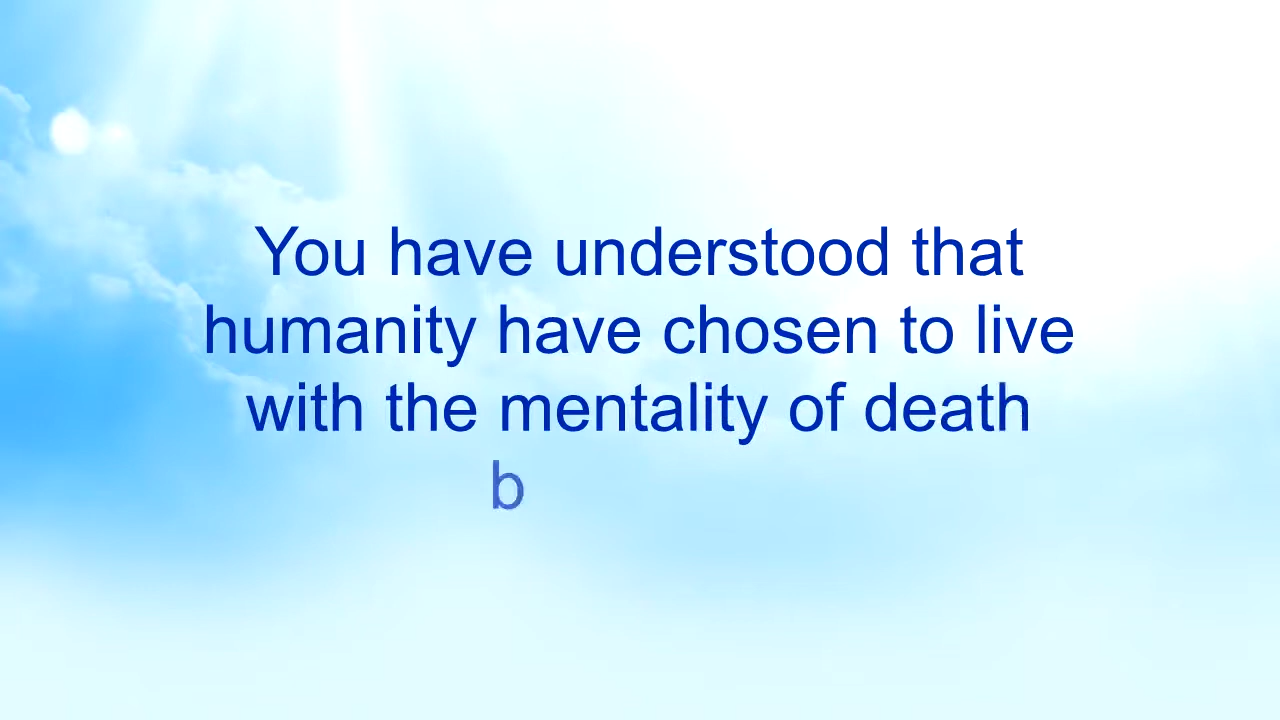 You have understood that
humanity have chosen to live
with the mentality of death
b